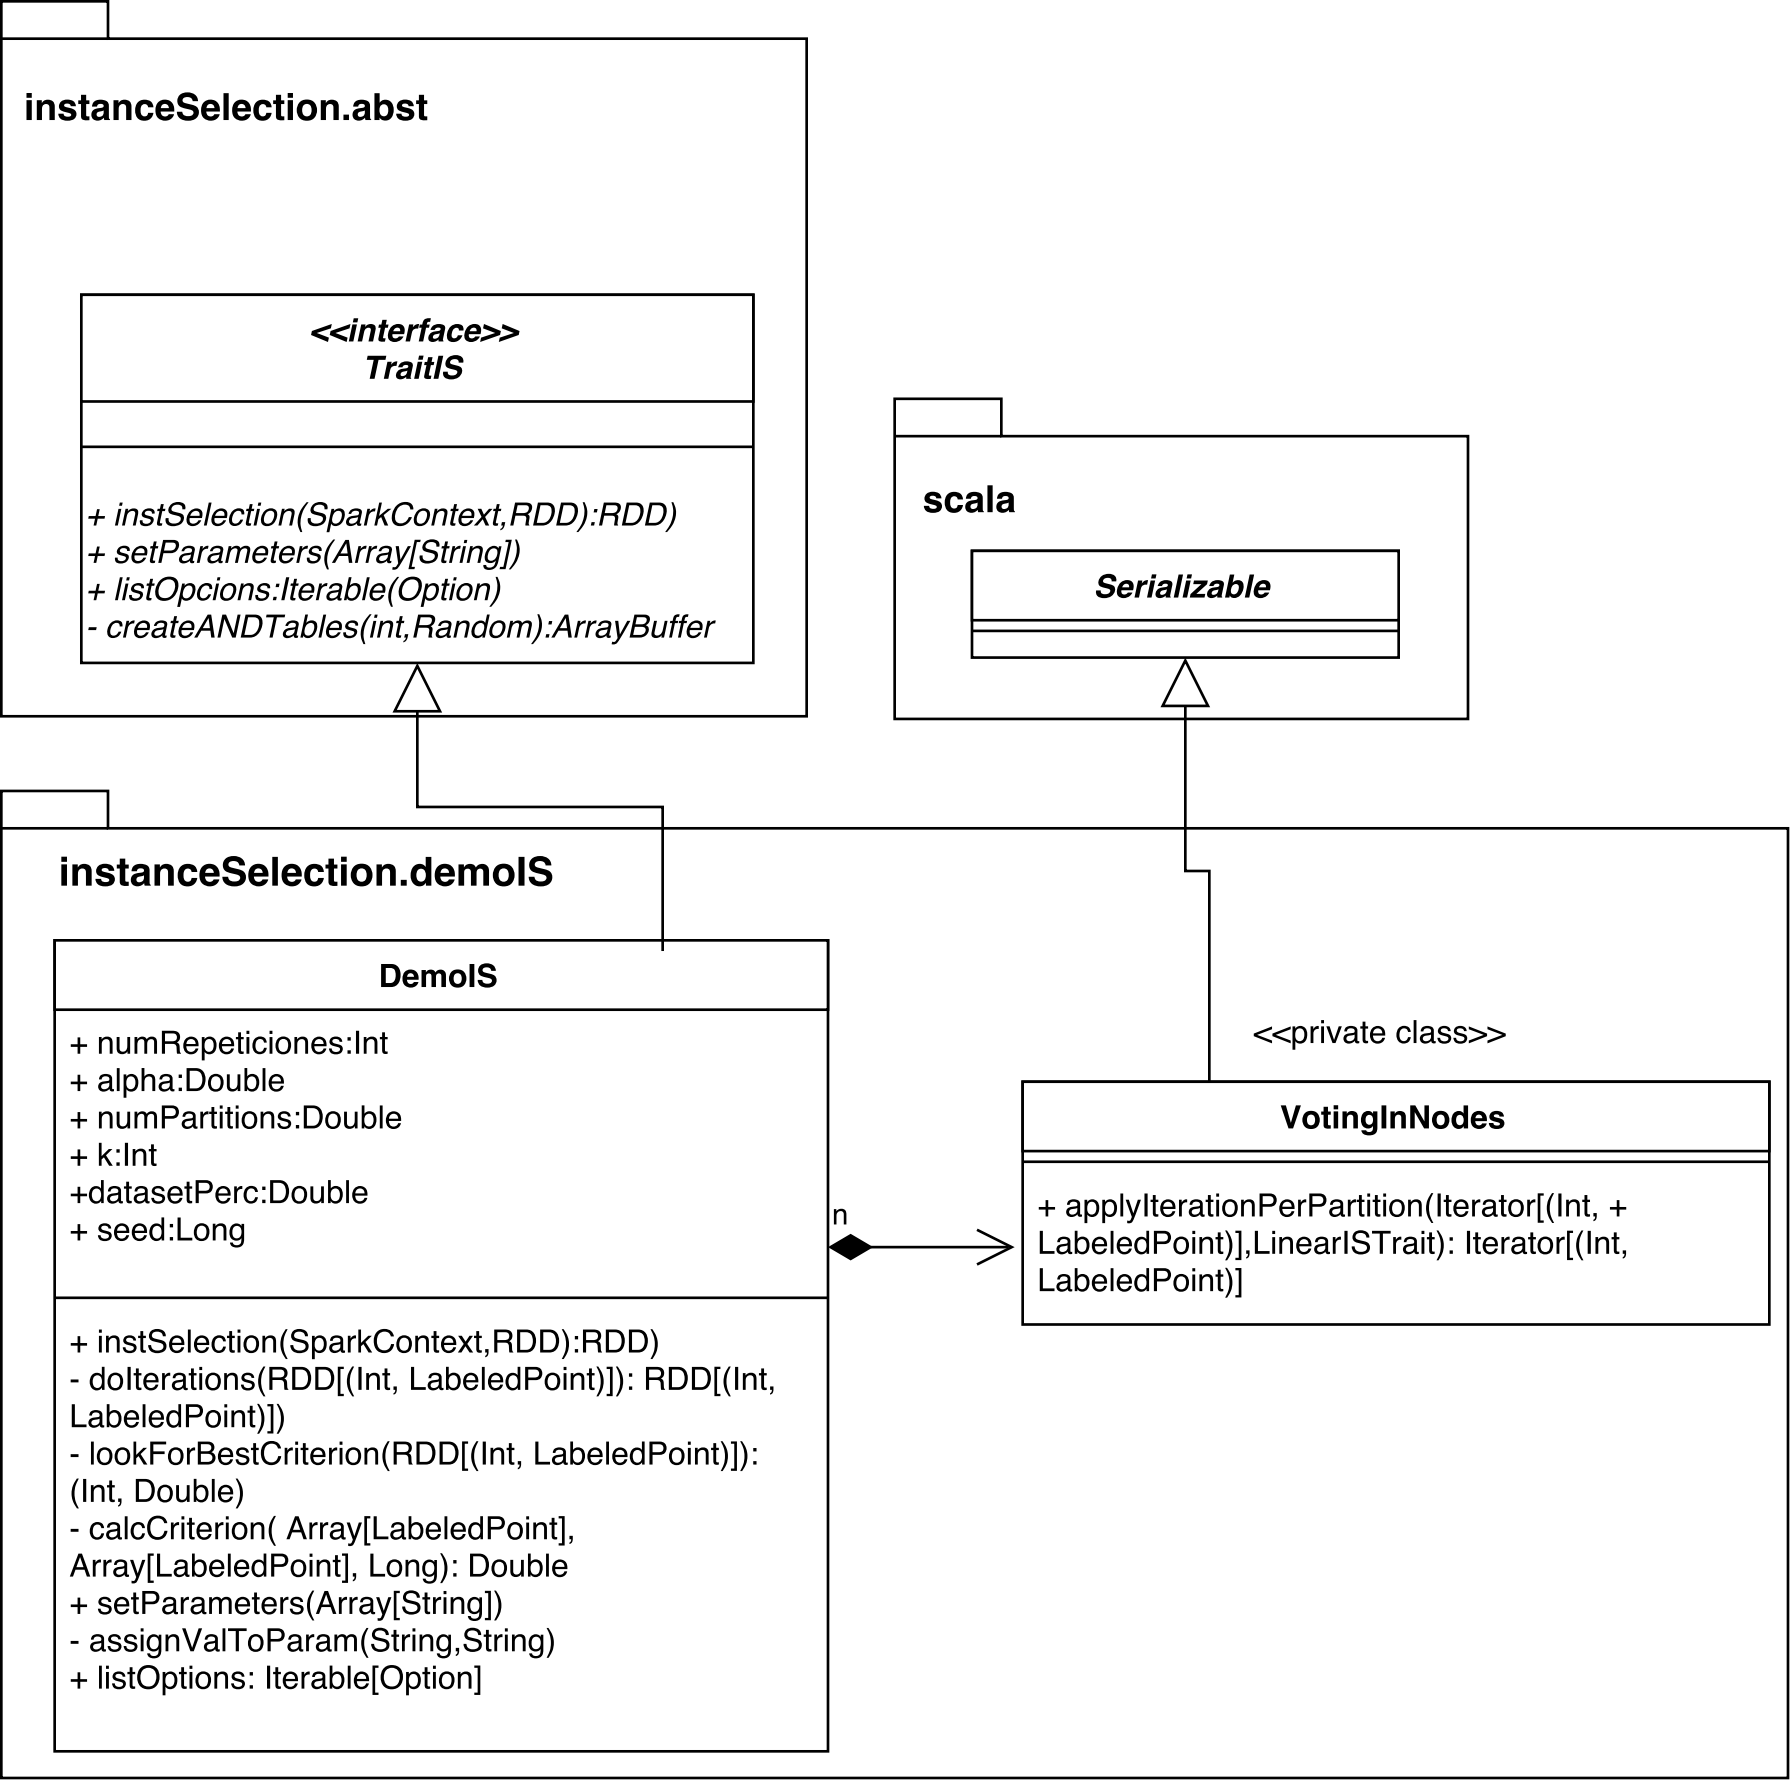 instanceSelection.abst
<<interface>>
TraitIS
+ instSelection(SparkContext,RDD):RDD)
+ setParameters(Array[String])
+ listOpcions:Iterable(Option)
- createANDTables(int,Random):ArrayBuffer
scala
Serializable
instanceSelection.demoIS
DemoIS
+ numRepeticiones:Int
+ alpha:Double
+ numPartitions:Double
+ k:Int
+datasetPerc:Double
+ seed:Long
+ instSelection(SparkContext,RDD):RDD)
- doIterations(RDD[(Int, LabeledPoint)]): RDD[(Int,
LabeledPoint)])
- lookForBestCriterion(RDD[(Int, LabeledPoint)]):
(Int, Double)
- calcCriterion( Array[LabeledPoint],
Array[LabeledPoint], Long): Double
+ setParameters(Array[String])
- assignValToParam(String,String)
+ listOptions: Iterable[Option]
n
<<private class>>
VotingInNodes
+ applyIterationPerPartition(Iterator[(Int, +
LabeledPoint)],LinearISTrait): Iterator[(Int,
LabeledPoint)]